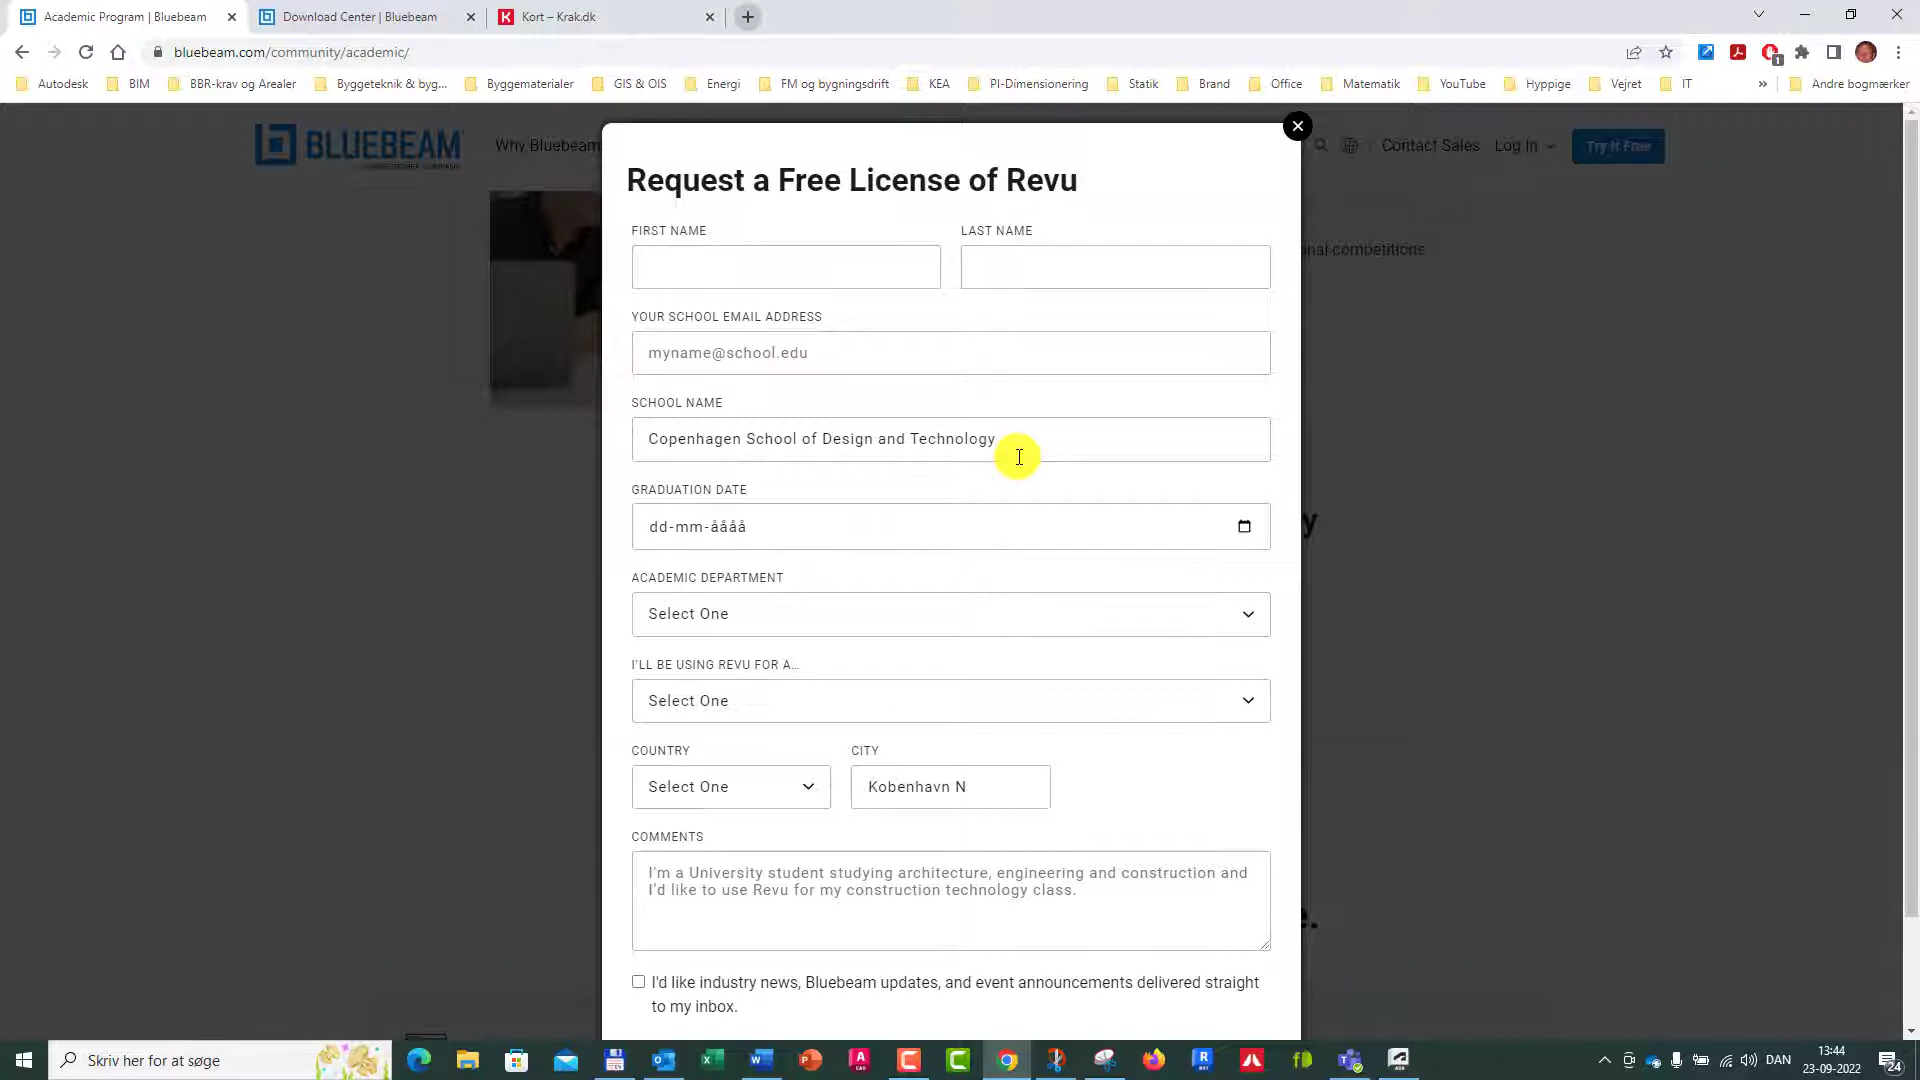 Academic Program | Bluebeam
Download Center | Bluebeam
Kort – Krak.dk
bluebeam.com/community/academic/
1
Autodesk
BIM
BBR-krav og Arealer
Byggeteknik & byg...
Byggematerialer
GIS & OIS
Energi
FM og bygningsdrift
KEA
PI-Dimensionering
Statik
Brand
Office
Matematik
YouTube
Hyppige
Vejret
IT
»
Andre bogmærker
BLUEBEAM
Why Bluebeam
Contact Sales
Log In
Try It Free
Request a Free License of Revu
FIRST NAME
LAST NAME
onal competitions
YOUR SCHOOL EMAIL ADDRESS
myname@school.edu
SCHOOL NAME
Copenhagen School of Design and Technology
GRADUATION DATE
dd-mm-åååå
y
ACADEMIC DEPARTMENT
Select One
I'LL BE USING REVU FOR A...
Select One
COUNTRY
CITY
Select One
Kobenhavn N
COMMENTS
I'm a University student studying architecture, engineering and construction and
I'd like to use Revu for my construction technology class.
I'd like industry news, Bluebeam updates, and event announcements delivered straight
to my inbox.
Skriv her for at søge
DAN
13:44
23-09-2022
24